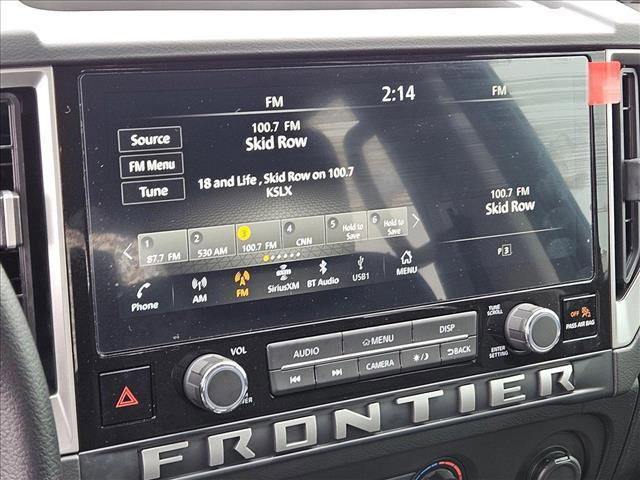 FM
2:14
FM
100.7 FM
Skid Row
Source
FM Menu
Tune
18 and Life , Skid Row on 100.7
KSLX
100.7 FM
Skid Row
1
87.7 FM
2
530 AM
3
100.7 FM
4
CNN
5
Hold to
Save
6
Hold to
Save
P 3
Phone
AM
FM
SiriusXM
BT Audio
USB1
MENU
TUNE
SCROLL
ENTER
SETTING
OFF
PASS AIR BAG
VOL
AUDIO
MENU
DISP
CAMERA
BACK
FRONTIER